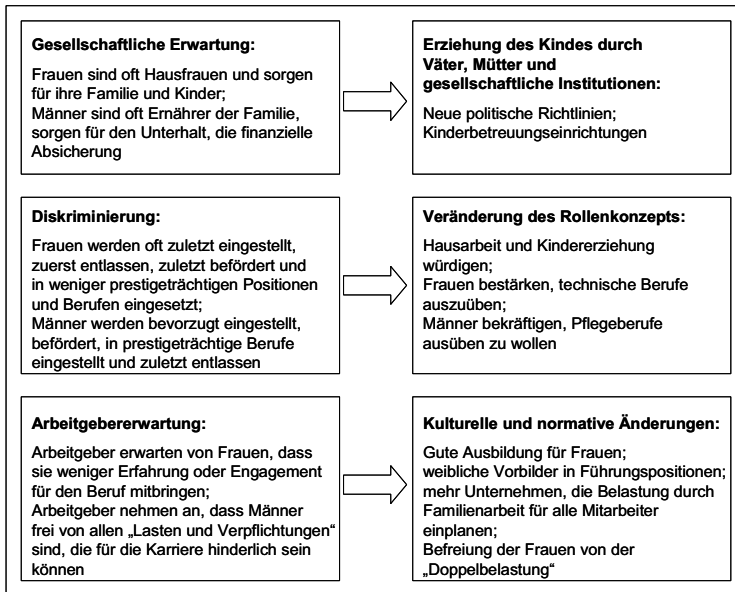 Gesellschaftliche Erwartung:
Frauen sind oft Hausfrauen und sorgen
für ihre Familie und Kinder;
Männer sind oft Ernährer der Familie,
sorgen für den Unterhalt, die finanzielle
Absicherung
Erziehung des Kindes durch
Väter, Mütter und
gesellschaftliche Institutionen:
Neue politische Richtlinien;
Kinderbetreuungseinrichtungen
Diskriminierung:
Frauen werden oft zuletzt eingestellt,
zuerst entlassen, zuletzt befördert und
in weniger prestigeträchtigen Positionen
und Berufen eingesetzt;
Männer werden bevorzugt eingestellt,
befördert, in prestigeträchtige Berufe
eingestellt und zuletzt entlassen
Veränderung des Rollenkonzepts:
Hausarbeit und Kindererziehung
würdigen;
Frauen bestärken, technische Berufe
auszuüben;
Männer bekräftigen, Pflegeberufe
ausüben zu wollen
Arbeitgebererwartung:
Arbeitgeber erwarten von Frauen, dass
sie weniger Erfahrung oder Engagement
für den Beruf mitbringen;
Arbeitgeber nehmen an, dass Männer
frei von allen „Lasten und Verpflichtungen“
sind, die für die Karriere hinderlich sein
können
Kulturelle und normative Änderungen:
Gute Ausbildung für Frauen;
weibliche Vorbilder in Führungspositionen;
mehr Unternehmen, die Belastung durch
Familienarbeit für alle Mitarbeiter
einplanen;
Befreiung der Frauen von der
„Doppelbelastung“